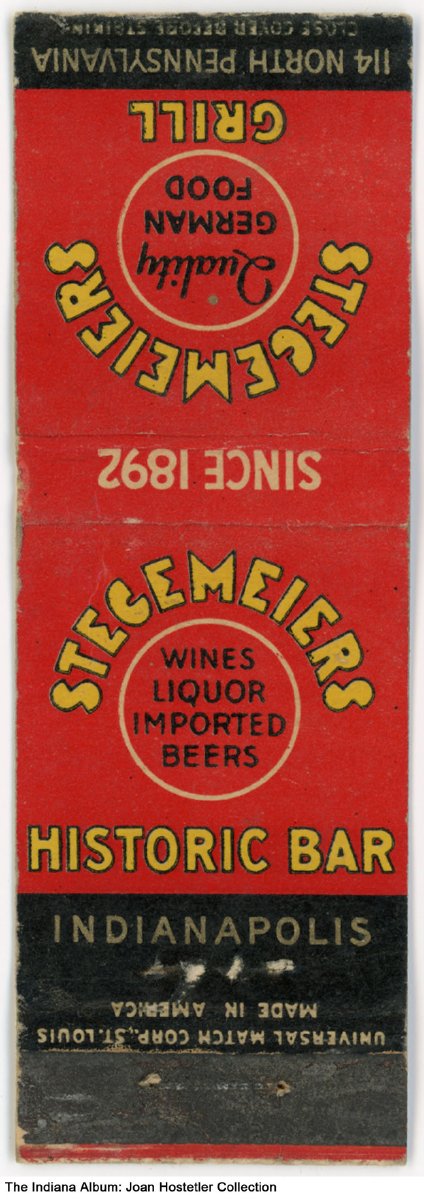 CLOSE COVER BEFORE STRIKING
114 NORTH PENNSYLVANIA
GRILL
Quality
GERMAN
FOOD
STEGEMEIERS
SINCE 1892
STEGEMEIERS
WINES
LIQUOR
IMPORTED
BEERS
HISTORIC BAR
INDIANAPOLIS
MADE IN AMERICA
UNIVERSAL MATCH CORP., ST. LOUIS
The Indiana Album: Joan Hostetler Collection